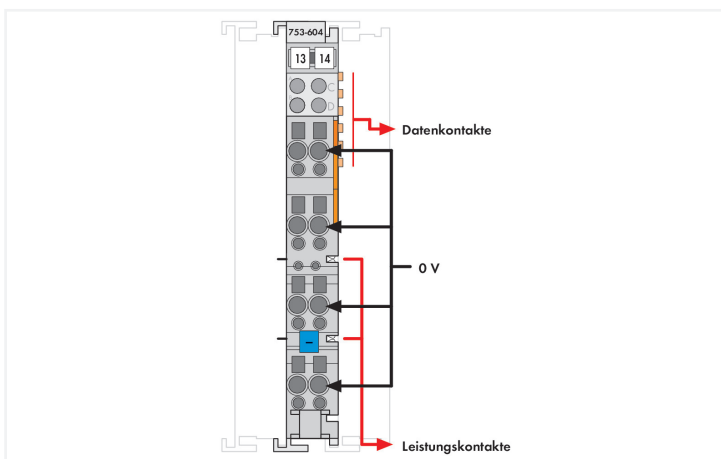 753-604
13 14
C
D
Datenkontakte
0 V
–
Leistungskontakte